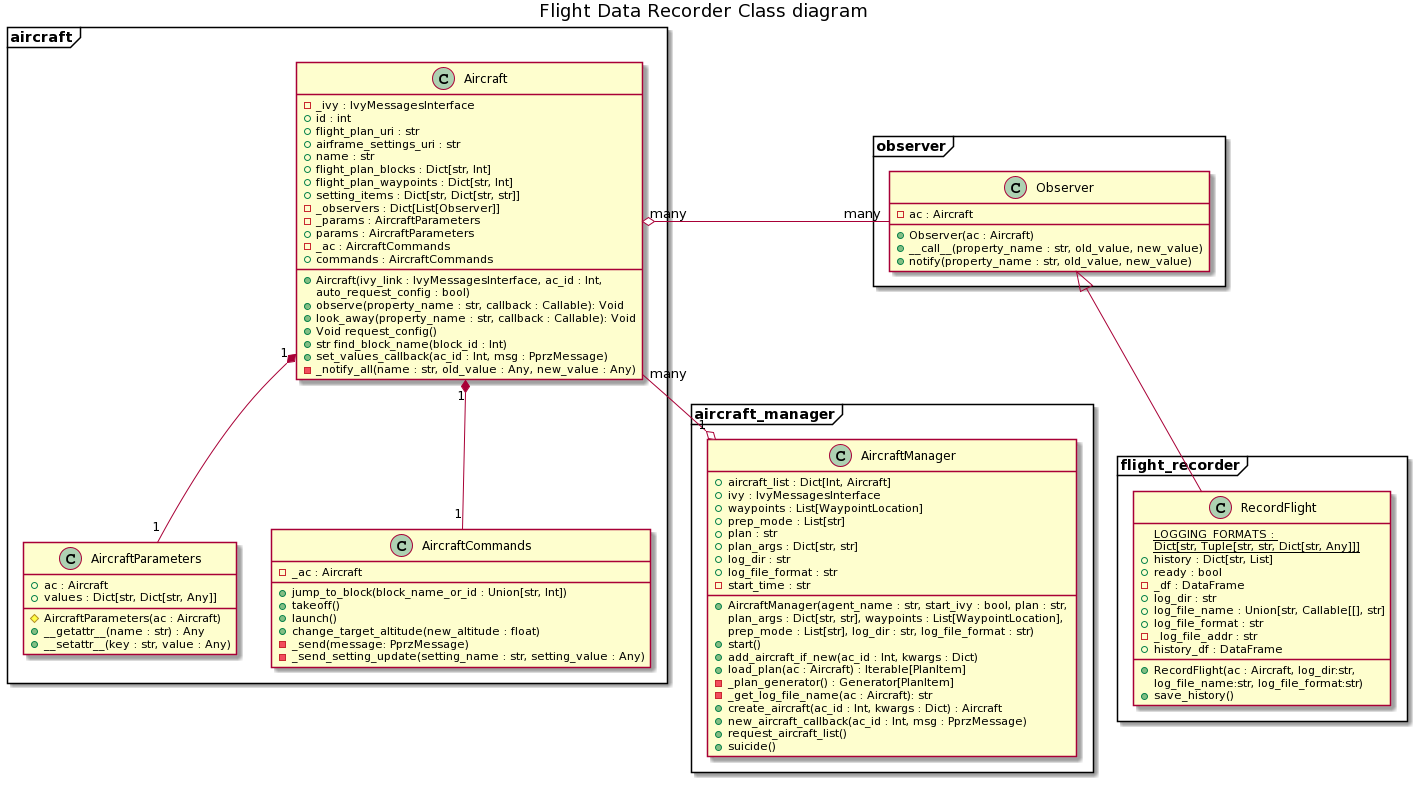 Flight Data Recorder Class diagram
aircraft
C Aircraft
_ivy : IvyMessagesInterface
id : int
flight_plan_uri : str
airframe_settings_uri : str
name : str
flight_plan_blocks : Dict[str, Int]
flight_plan_waypoints : Dict[str, Int]
setting_items : Dict[str, Dict[str, str]]
_observers : Dict[List[Observer]]
_params : AircraftParameters
params : AircraftParameters
_ac : AircraftCommands
commands : AircraftCommands
Aircraft(ivy_link : IvyMessagesInterface, ac_id : Int,
auto_request_config : bool)
observe(property_name : str, callback : Callable): Void
look_away(property_name : str, callback : Callable): Void
Void request_config()
str find_block_name(block_id : Int)
set_values_callback(ac_id : Int, msg : PprzMessage)
_notify_all(name : str, old_value : Any, new_value : Any)
many
many
observer
C Observer
ac : Aircraft
Observer(ac : Aircraft)
__call__(property_name : str, old_value, new_value)
notify(property_name : str, old_value, new_value)
1
1
many
1
1
1
C AircraftParameters
ac : Aircraft
values : Dict[str, Dict[str, Any]]
AircraftParameters(ac : Aircraft)
__getattr__(name : str) : Any
__setattr__(key : str, value : Any)
C AircraftCommands
_ac : Aircraft
jump_to_block(block_name_or_id : Union[str, Int])
takeoff()
launch()
change_target_altitude(new_altitude : float)
_send(message: PprzMessage)
_send_setting_update(setting_name : str, setting_value : Any)
aircraft_manager
C AircraftManager
aircraft_list : Dict[Int, Aircraft]
ivy : IvyMessagesInterface
waypoints : List[WaypointLocation]
prep_mode : List[str]
plan : str
plan_args : Dict[str, str]
log_dir : str
log_file_format : str
start_time : str
AircraftManager(agent_name : str, start_ivy : bool, plan : str,
plan_args : Dict[str, str], waypoints : List[WaypointLocation],
prep_mode : List[str], log_dir : str, log_file_format : str)
start()
add_aircraft_if_new(ac_id : Int, kwargs : Dict)
load_plan(ac : Aircraft) : Iterable[PlanItem]
_plan_generator() : Generator[PlanItem]
_get_log_file_name(ac : Aircraft): str
create_aircraft(ac_id : Int, kwargs : Dict) : Aircraft
new_aircraft_callback(ac_id : Int, msg : PprzMessage)
request_aircraft_list()
suicide()
flight_recorder
C RecordFlight
LOGGING_FORMATS :
Dict[str, Tuple[str, str, Dict[str, Any]]]
history : Dict[str, List]
ready : bool
_df : DataFrame
log_dir : str
log_file_name : Union[str, Callable[[], str]
log_file_format : str
_log_file_addr : str
history_df : DataFrame
RecordFlight(ac : Aircraft, log_dir:str,
log_file_name:str, log_file_format:str)
save_history()